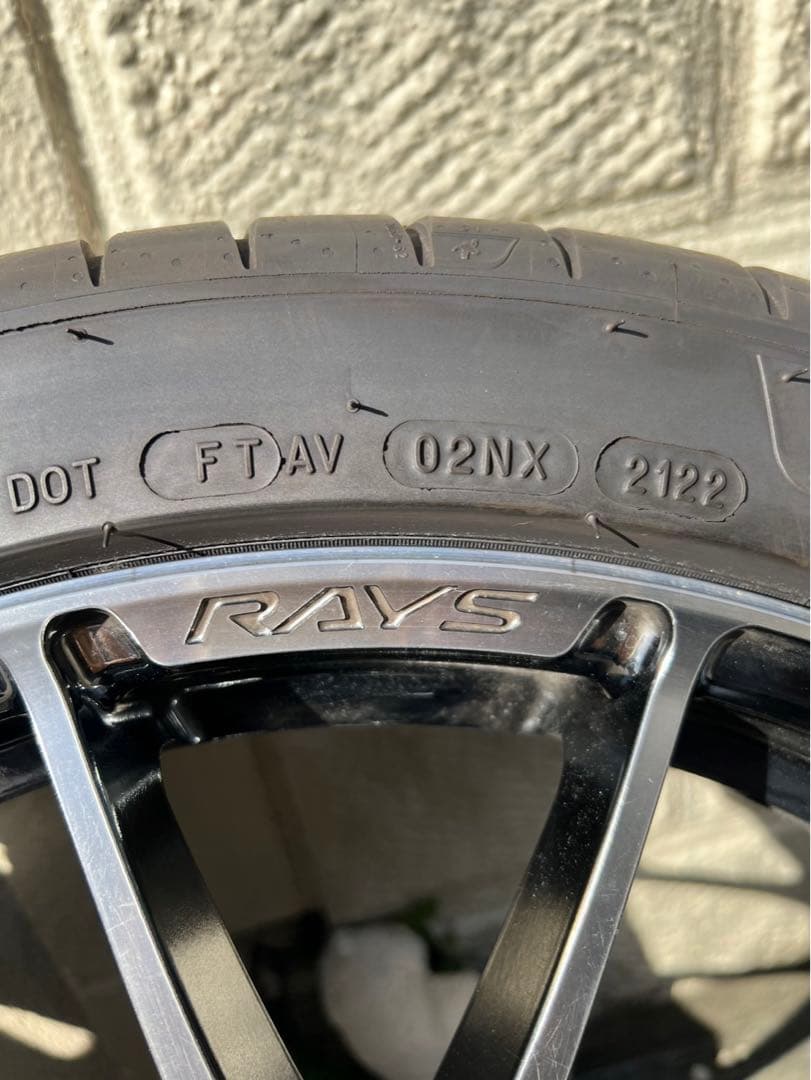 DOT FT AV 02NX 2122
RAYS